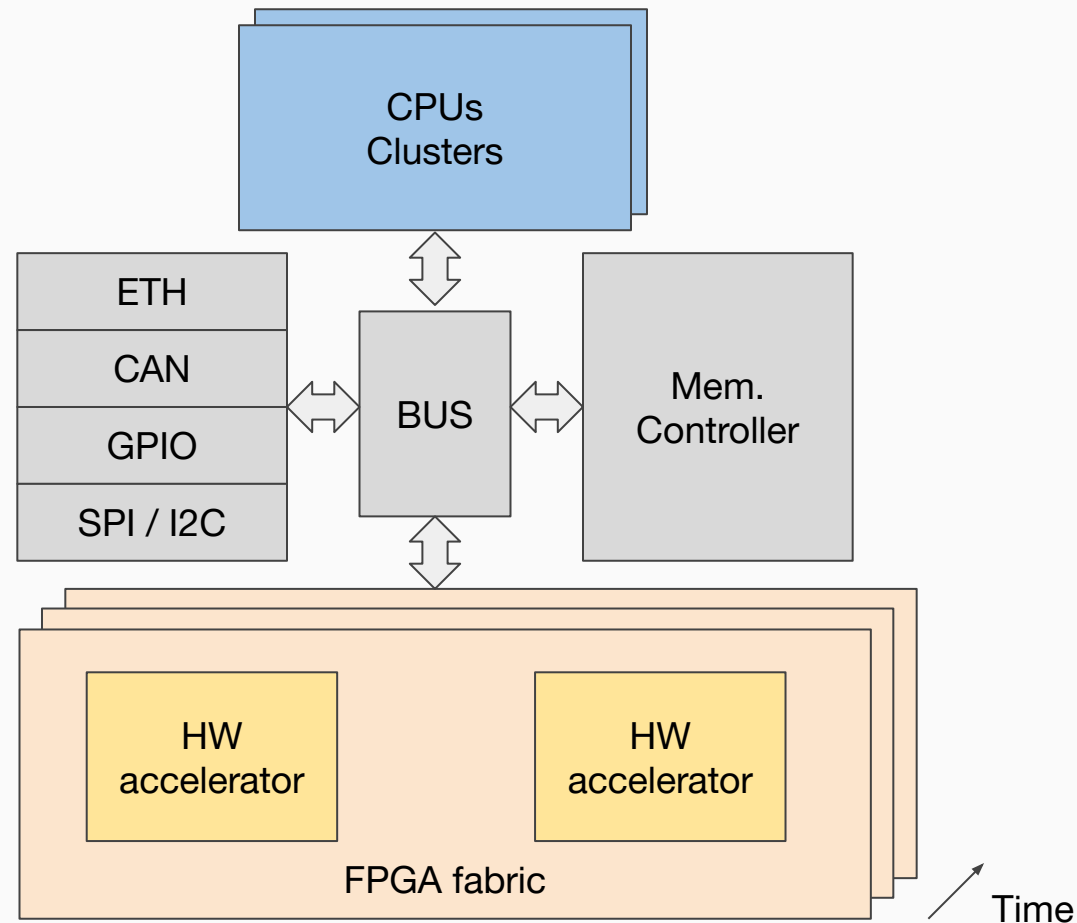 CPUs
Clusters
ETH
CAN
GPIO
SPI / I2C
BUS
Mem.
Controller
HW
accelerator
HW
accelerator
FPGA fabric
Time